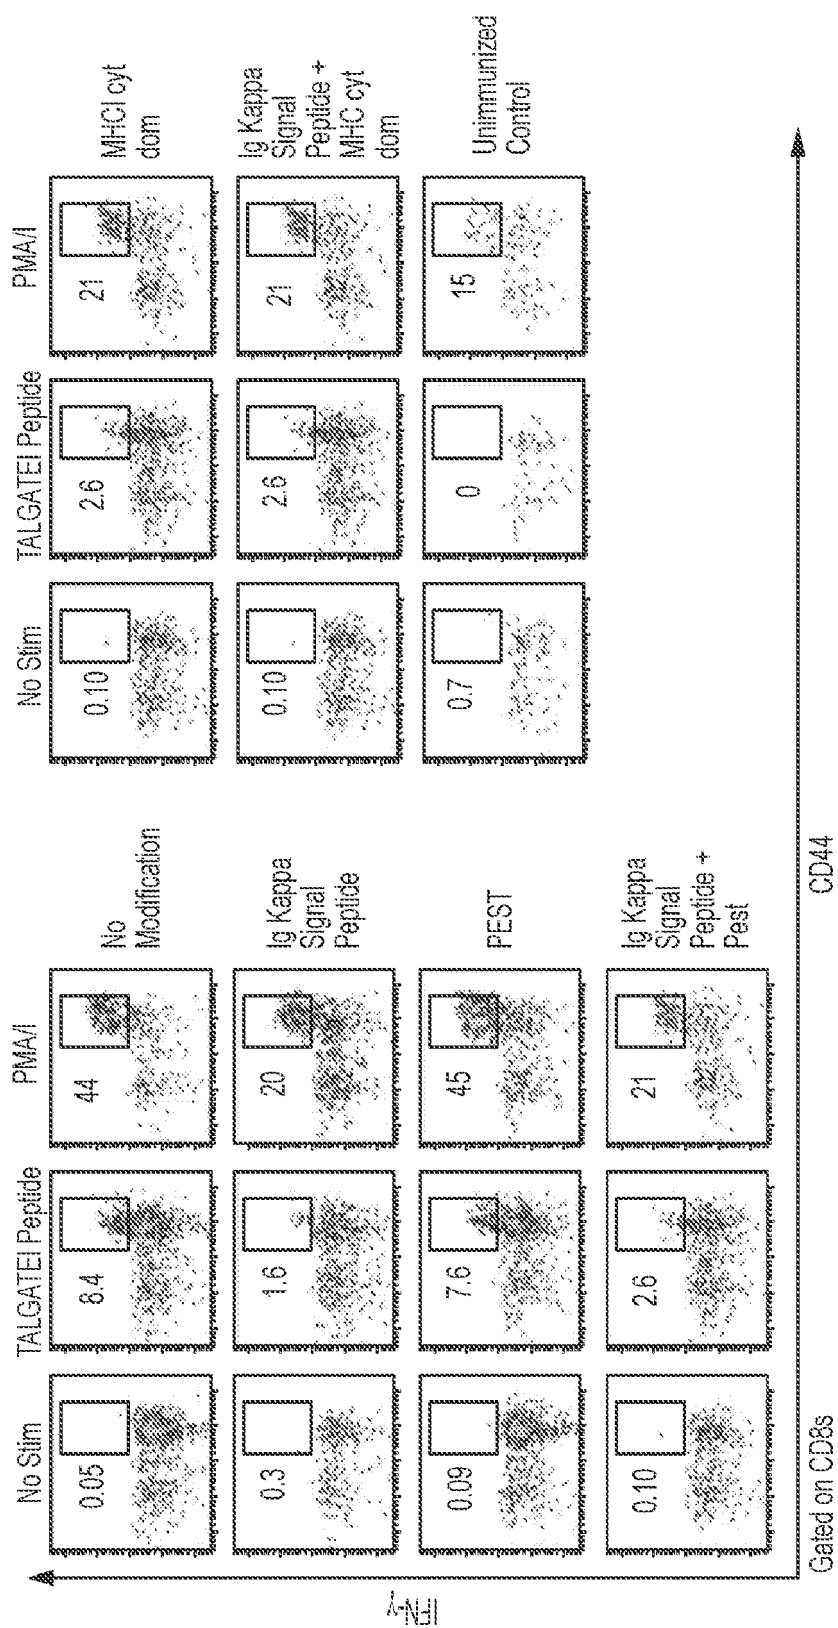 No Stim
TALGATEI Peptide
PMA/I
0.05
8.4
44
No
Modification
0.3
1.6
20
Ig Kappa
Signal
Peptide
0.09
7.6
45
PEST
0.10
2.6
21
Ig Kappa
Signal
Peptide +
Pest
No Stim
TALGATEI Peptide
PMA/I
0.10
2.6
21
MHCI cyt
dom
0.10
2.6
21
Ig Kappa
Signal
Peptide +
MHC cyt
dom
0.7
0
15
Unimmunized
Control
IFN-γ
Gated on CD8s
CD44